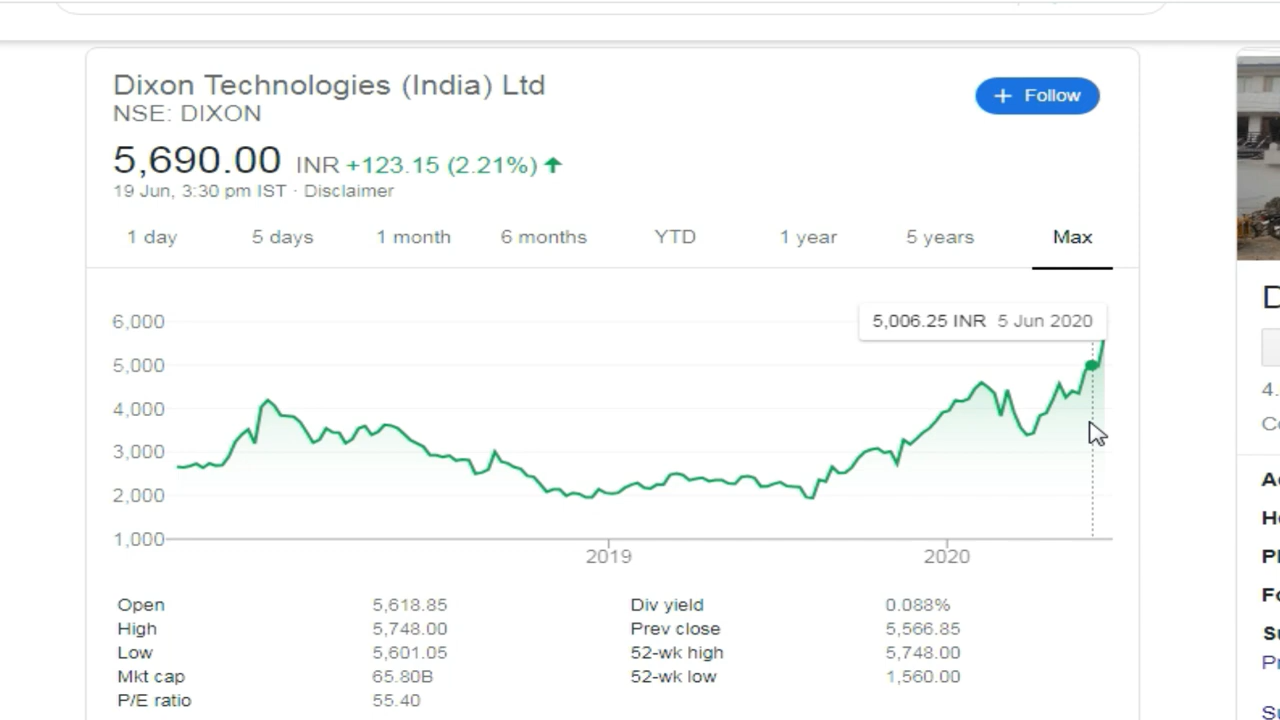 Dixon Technologies (India) Ltd
NSE: DIXON
+ Follow
5,690.00 INR +123.15 (2.21%)
19 Jun, 3:30 pm IST · Disclaimer
1 day 5 days 1 month 6 months YTD 1 year 5 years Max
5,006.25 INR 5 Jun 2020
6,000
5,000
4,000
3,000
2,000
1,000
2019 2020
Open 5,618.85 Div yield 0.088%
High 5,748.00 Prev close 5,566.85
Low 5,601.05 52-wk high 5,748.00
Mkt cap 65.80B 52-wk low 1,560.00
P/E ratio 55.40